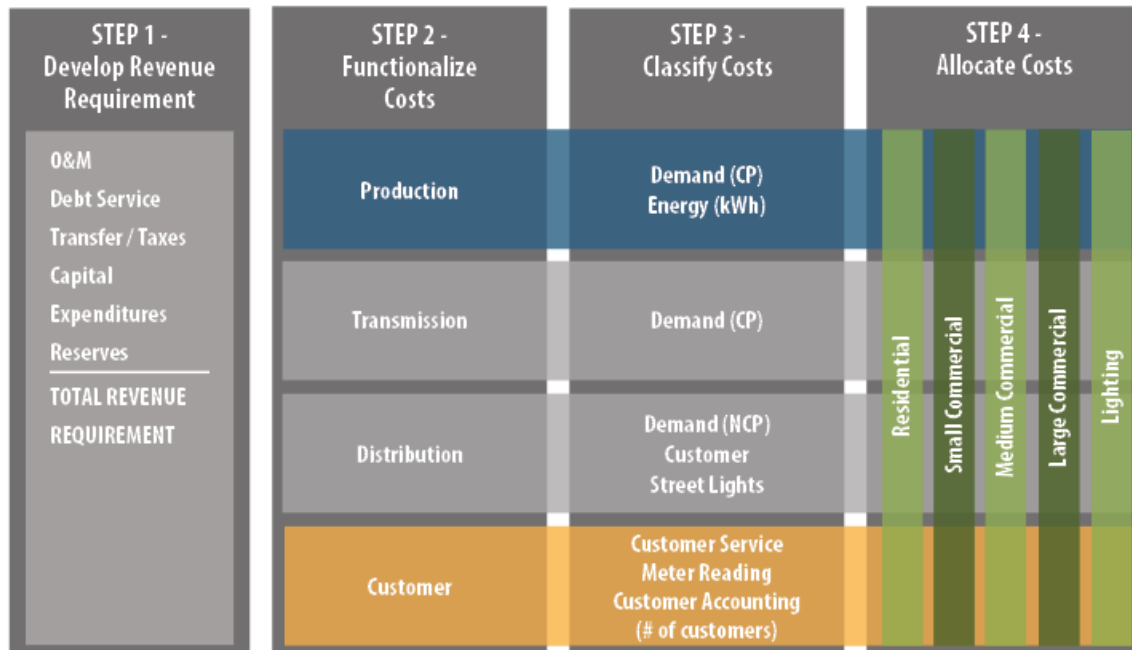 STEP 1 -
Develop Revenue
Requirement
O&M
Debt Service
Transfer / Taxes
Capital
Expenditures
Reserves
TOTAL REVENUE
REQUIREMENT
STEP 2 -
Functionalize
Costs
Production
Transmission
Distribution
Customer
STEP 3 -
Classify Costs
Demand (CP)
Energy (kWh)
Demand (CP)
Demand (NCP)
Customer
Street Lights
Customer Service
Meter Reading
Customer Accounting
(# of customers)
STEP 4 -
Allocate Costs
Residential
Small Commercial
Medium Commercial
Large Commercial
Lighting